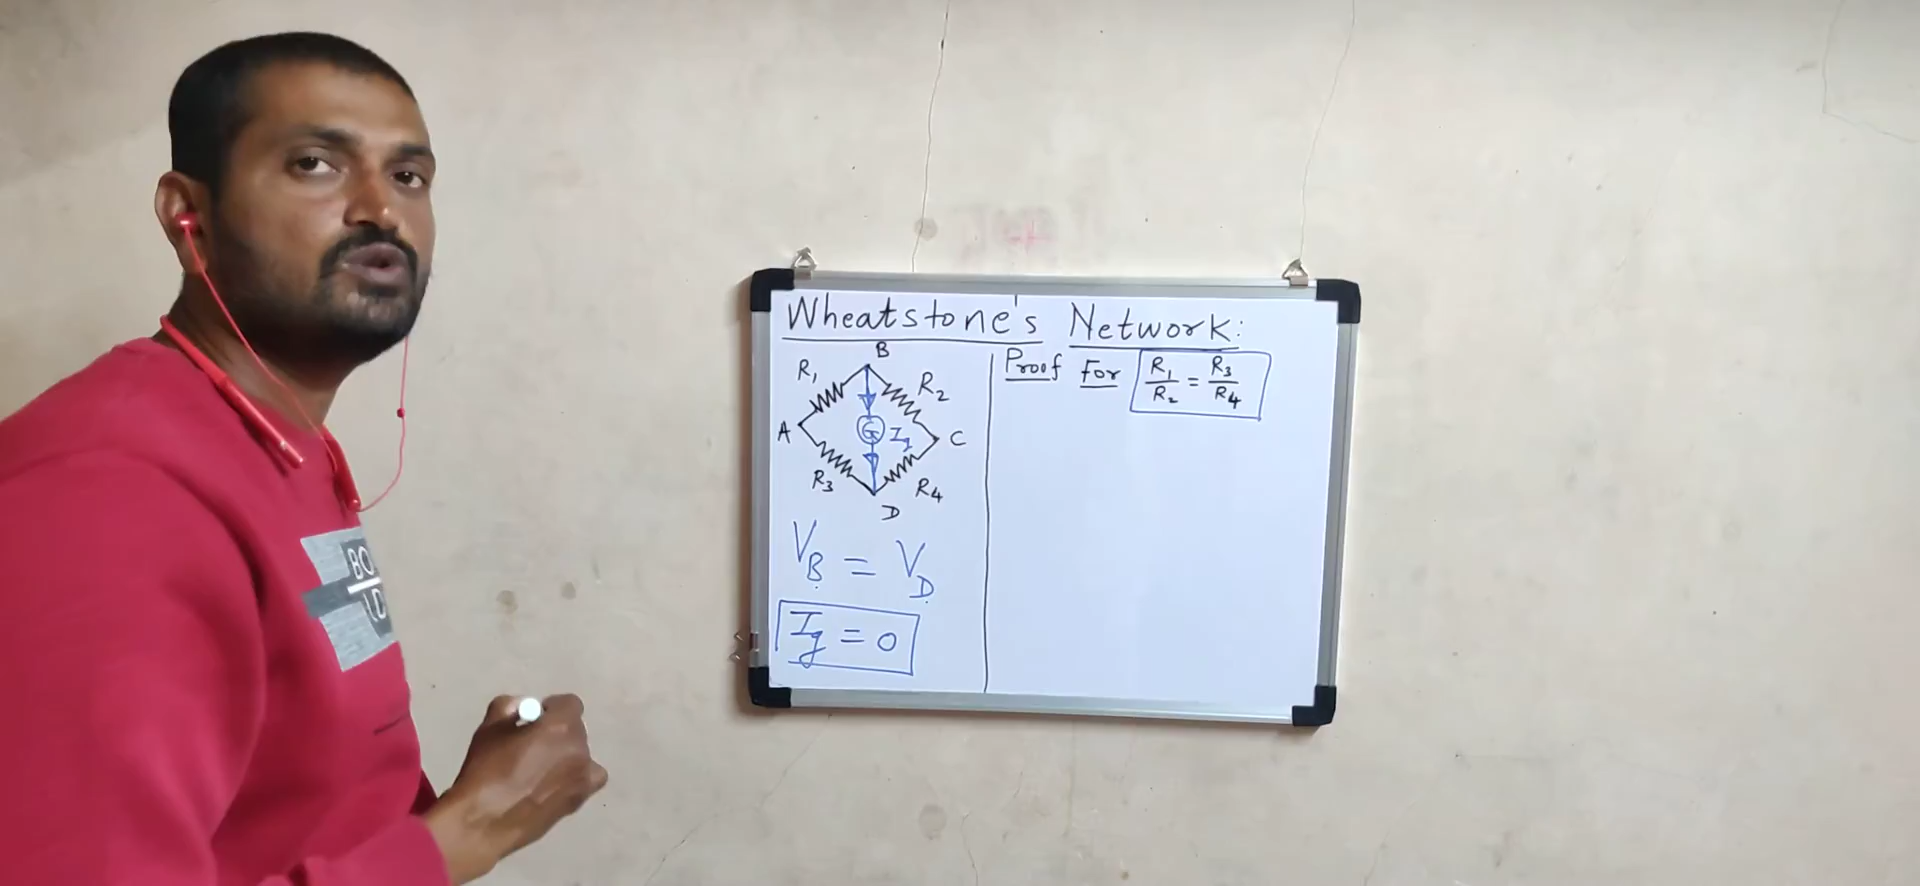 Wheatstone's Network:
B
R1
R2
A
G
Ig
C
R3
R4
D
VB = VD
Ig = 0
Proof For R1/R2 = R3/R4